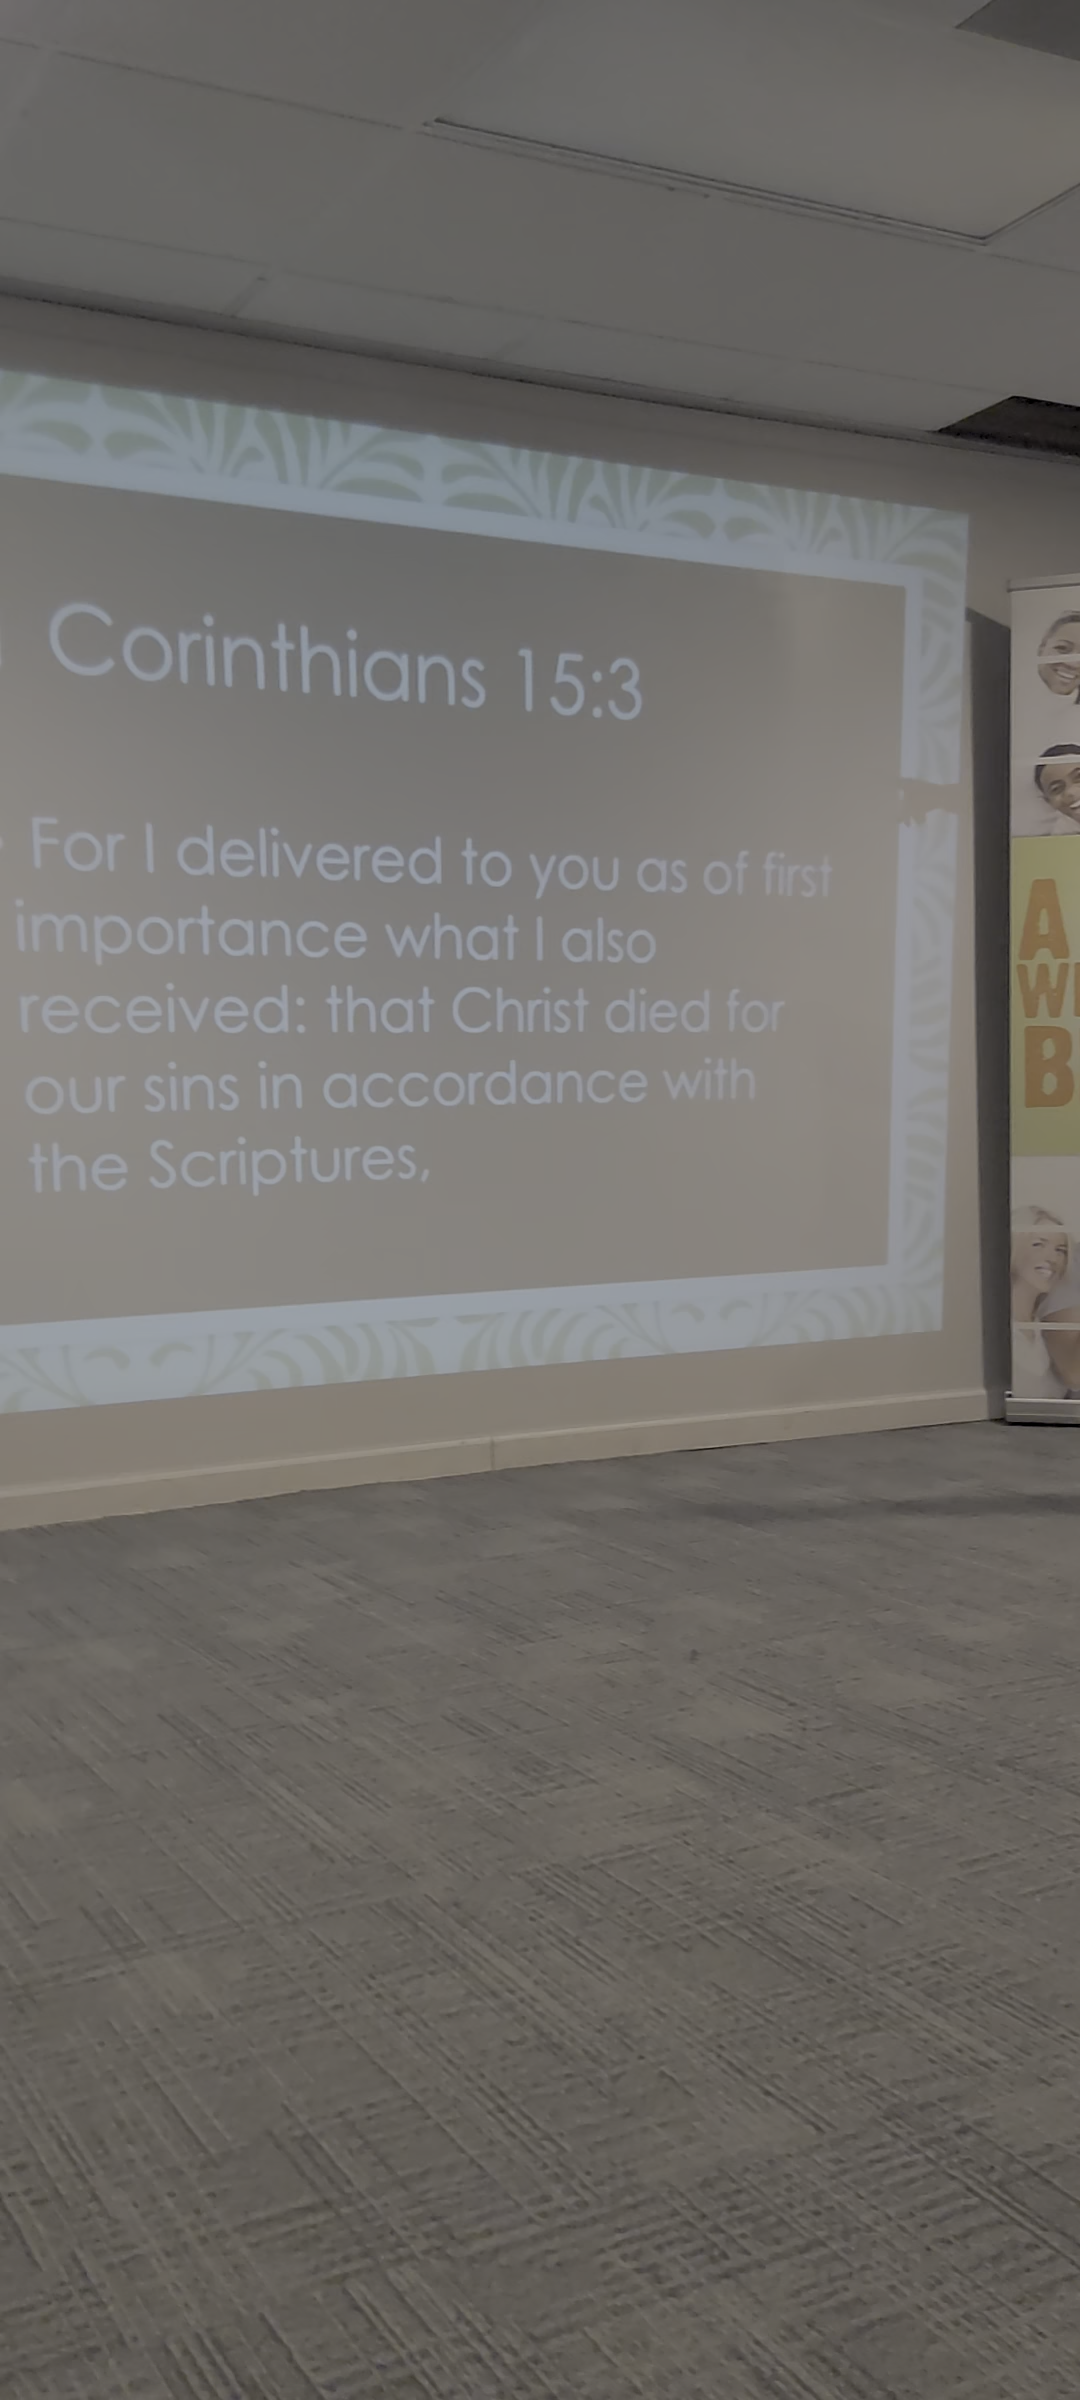 Corinthians 15:3
For I delivered to you as of first
importance what I also
received: that Christ died for
our sins in accordance with
the Scriptures,
A
B